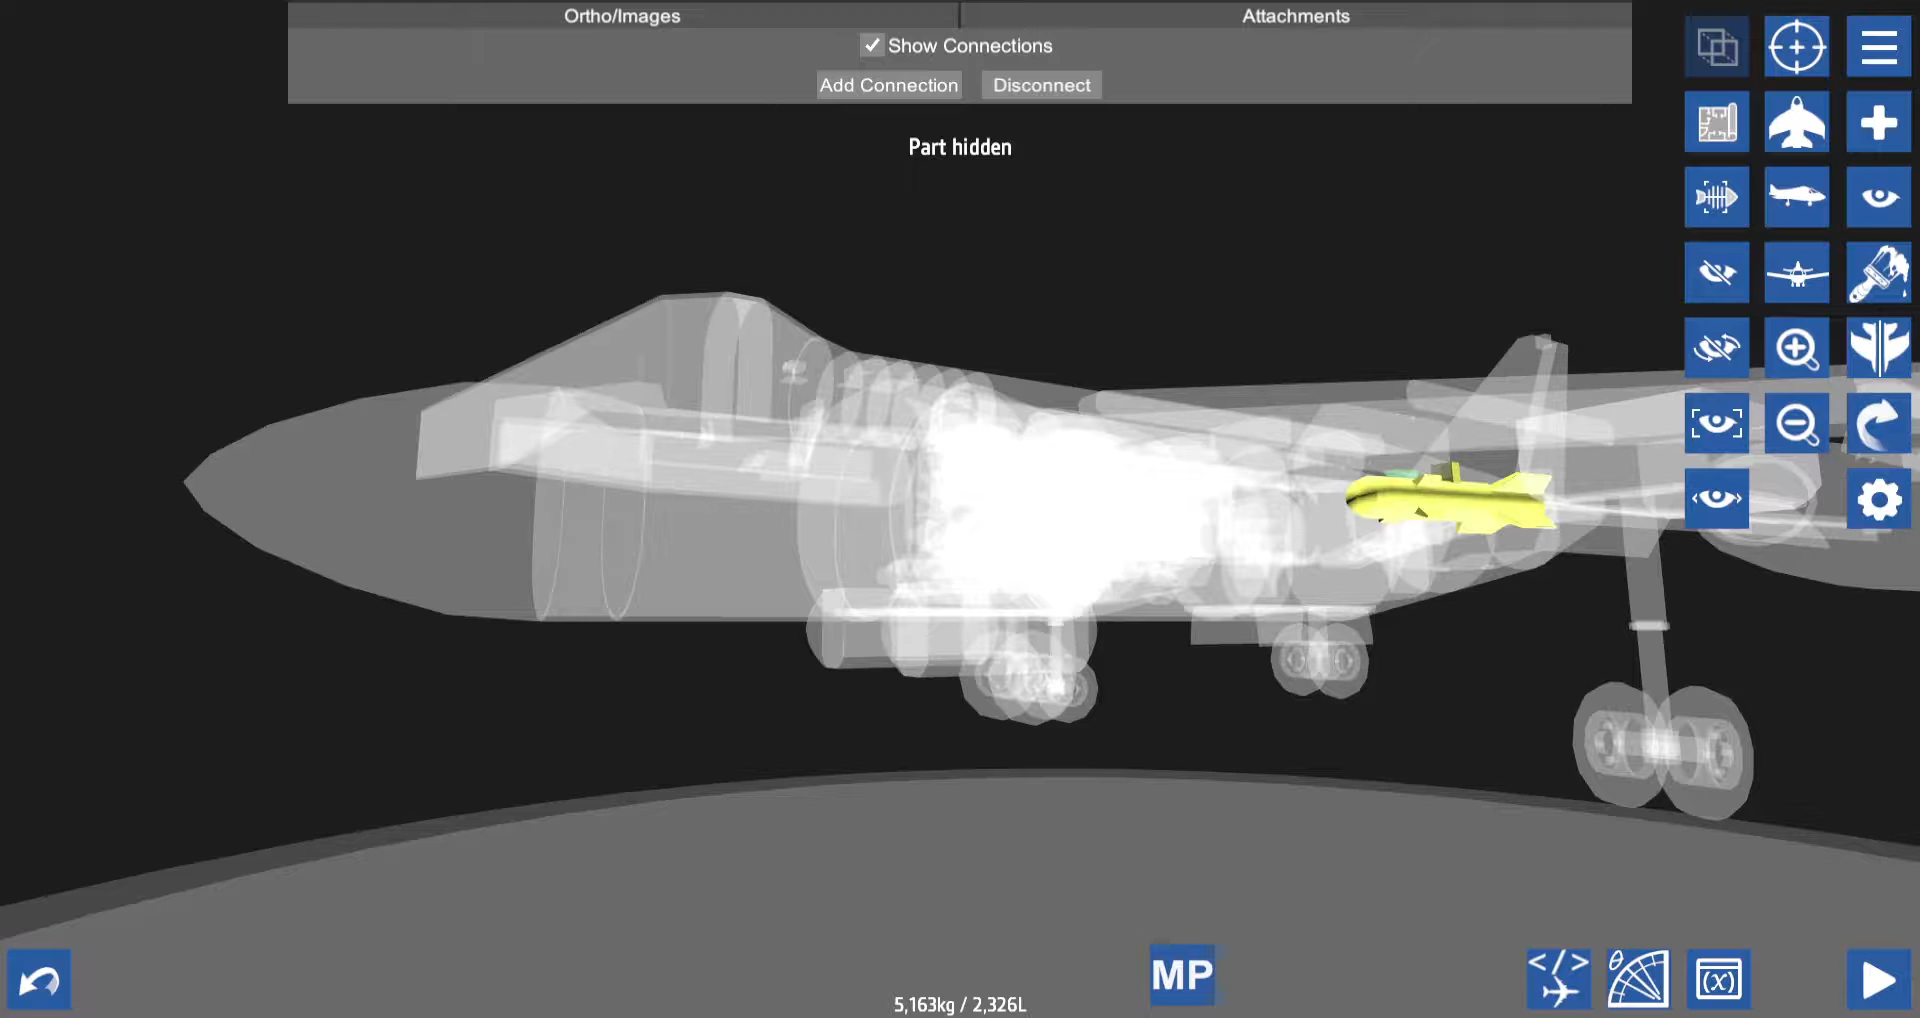 Ortho/Images
Attachments
Show Connections
Add Connection
Disconnect
Part hidden
MP
</>
θ
(x)
5,163kg / 2,326L